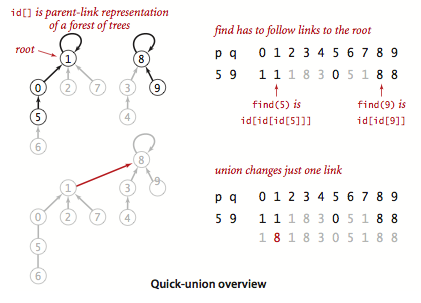 id[] is parent-link representation
of a forest of trees
root
1
8
0
2
7
3
9
5
4
6
8
1
3
9
0
2
7
4
5
6
find has to follow links to the root
p q 0 1 2 3 4 5 6 7 8 9
5 9 1 1 1 8 3 0 5 1 8 8
find(5) is
id[id[id[5]]]
find(9) is
id[id[9]]
union changes just one link
p q 0 1 2 3 4 5 6 7 8 9
5 9 1 1 1 8 3 0 5 1 8 8
1 8 1 8 3 0 5 1 8 8
Quick-union overview